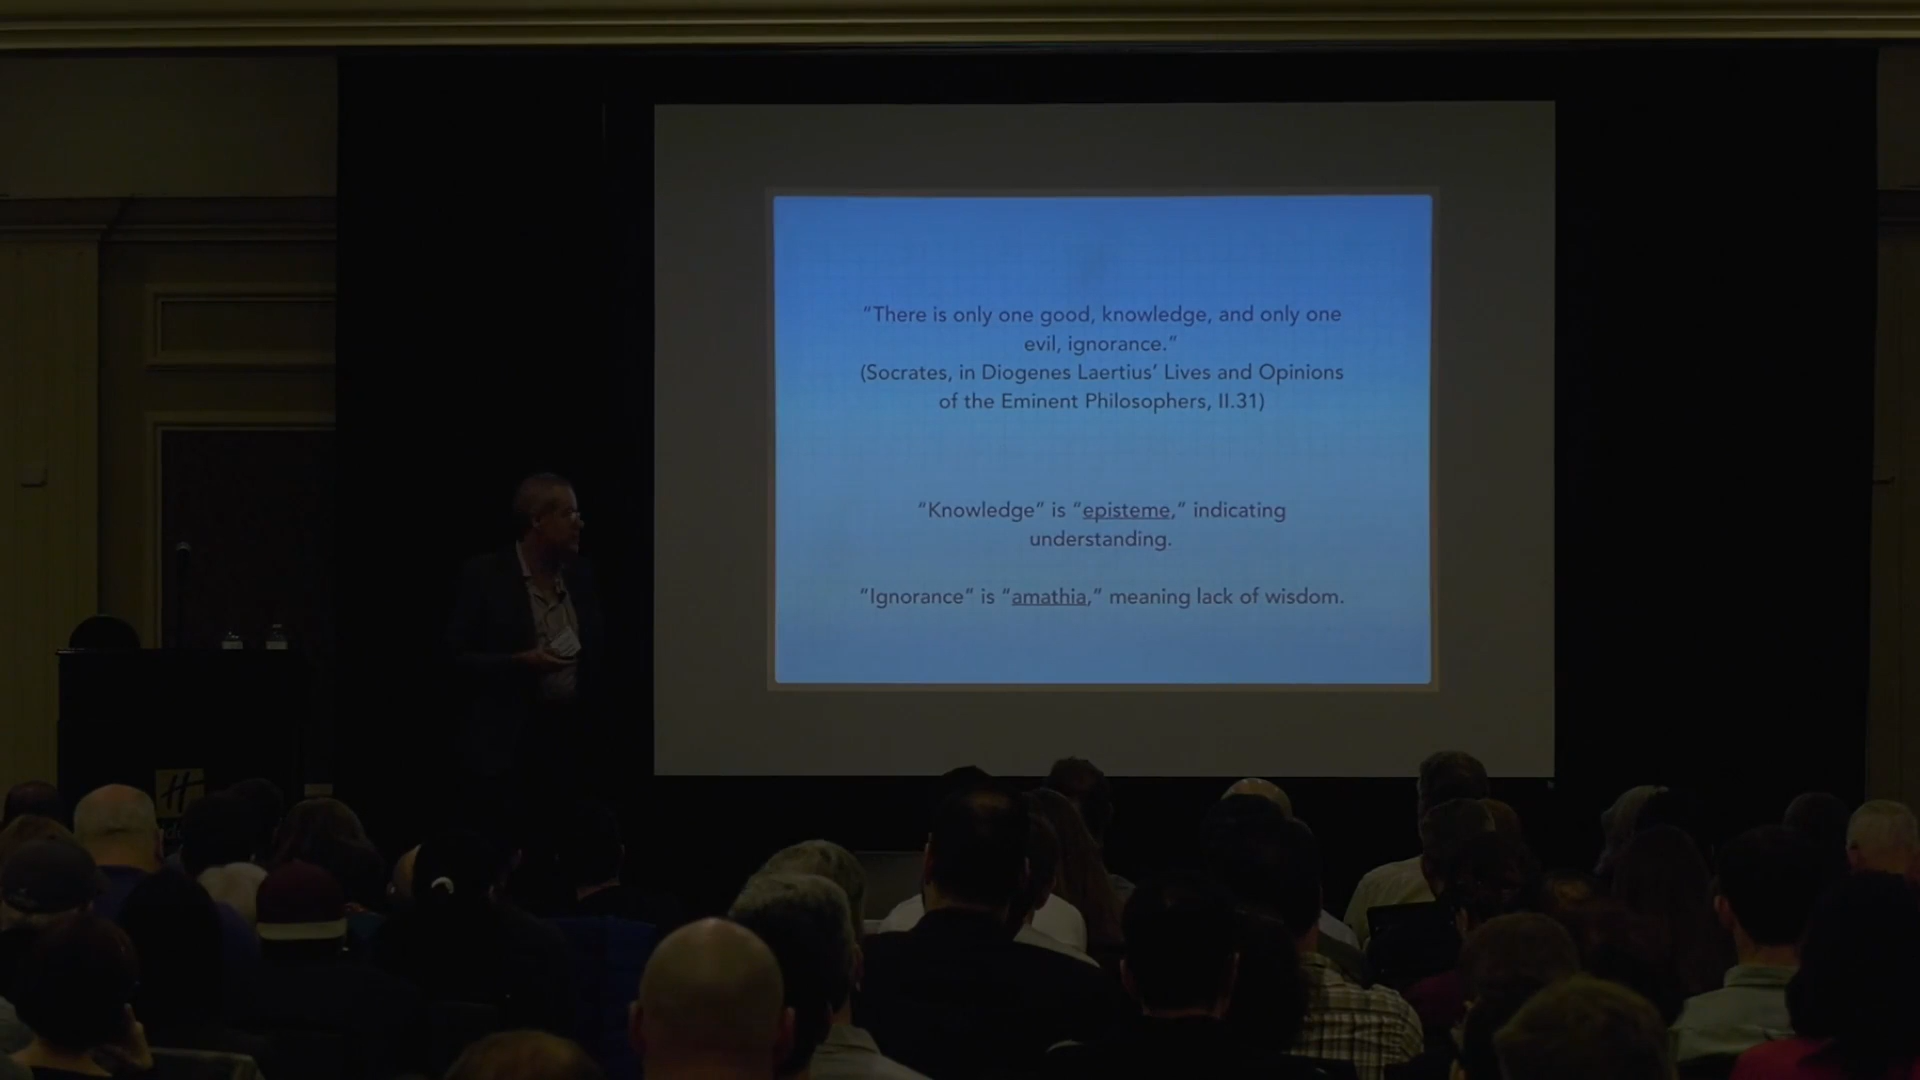 “There is only one good, knowledge, and only one
evil, ignorance.”
(Socrates, in Diogenes Laertius’ Lives and Opinions
of the Eminent Philosophers, II.31)
“Knowledge” is “episteme,” indicating
understanding.
“Ignorance” is “amathia,” meaning lack of wisdom.
H